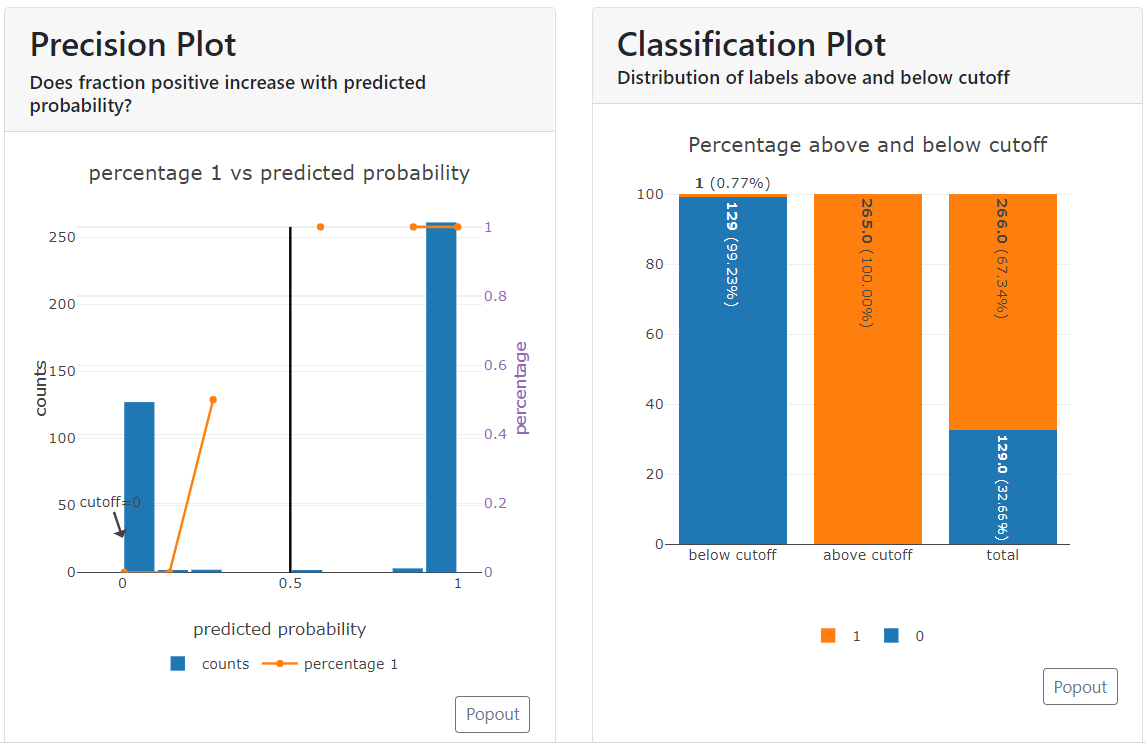 Precision Plot
Does fraction positive increase with predicted
probability?
percentage 1 vs predicted probability
250
200
150
100
50
0
counts
cutoff=0
1
0.8
0.6
0.4
0.2
0
percentage
0
0.5
1
predicted probability
counts
percentage 1
Popout
Classification Plot
Distribution of labels above and below cutoff
Percentage above and below cutoff
1 (0.77%)
100
80
60
40
20
0
129 (99.23%)
265.0 (100.00%)
266.0 (67.34%)
129.0 (32.66%)
below cutoff
above cutoff
total
1
0
Popout